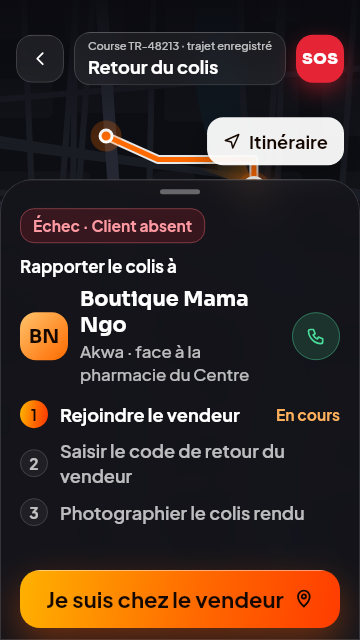 Course TR-48213 · trajet enregistré
Retour du colis
SOS
Itinéraire
Échec · Client absent
Rapporter le colis à
BN
Boutique Mama
Ngo
Akwa · face à la
pharmacie du Centre
1 Rejoindre le vendeur En cours
2 Saisir le code de retour du
vendeur
3 Photographier le colis rendu
Je suis chez le vendeur